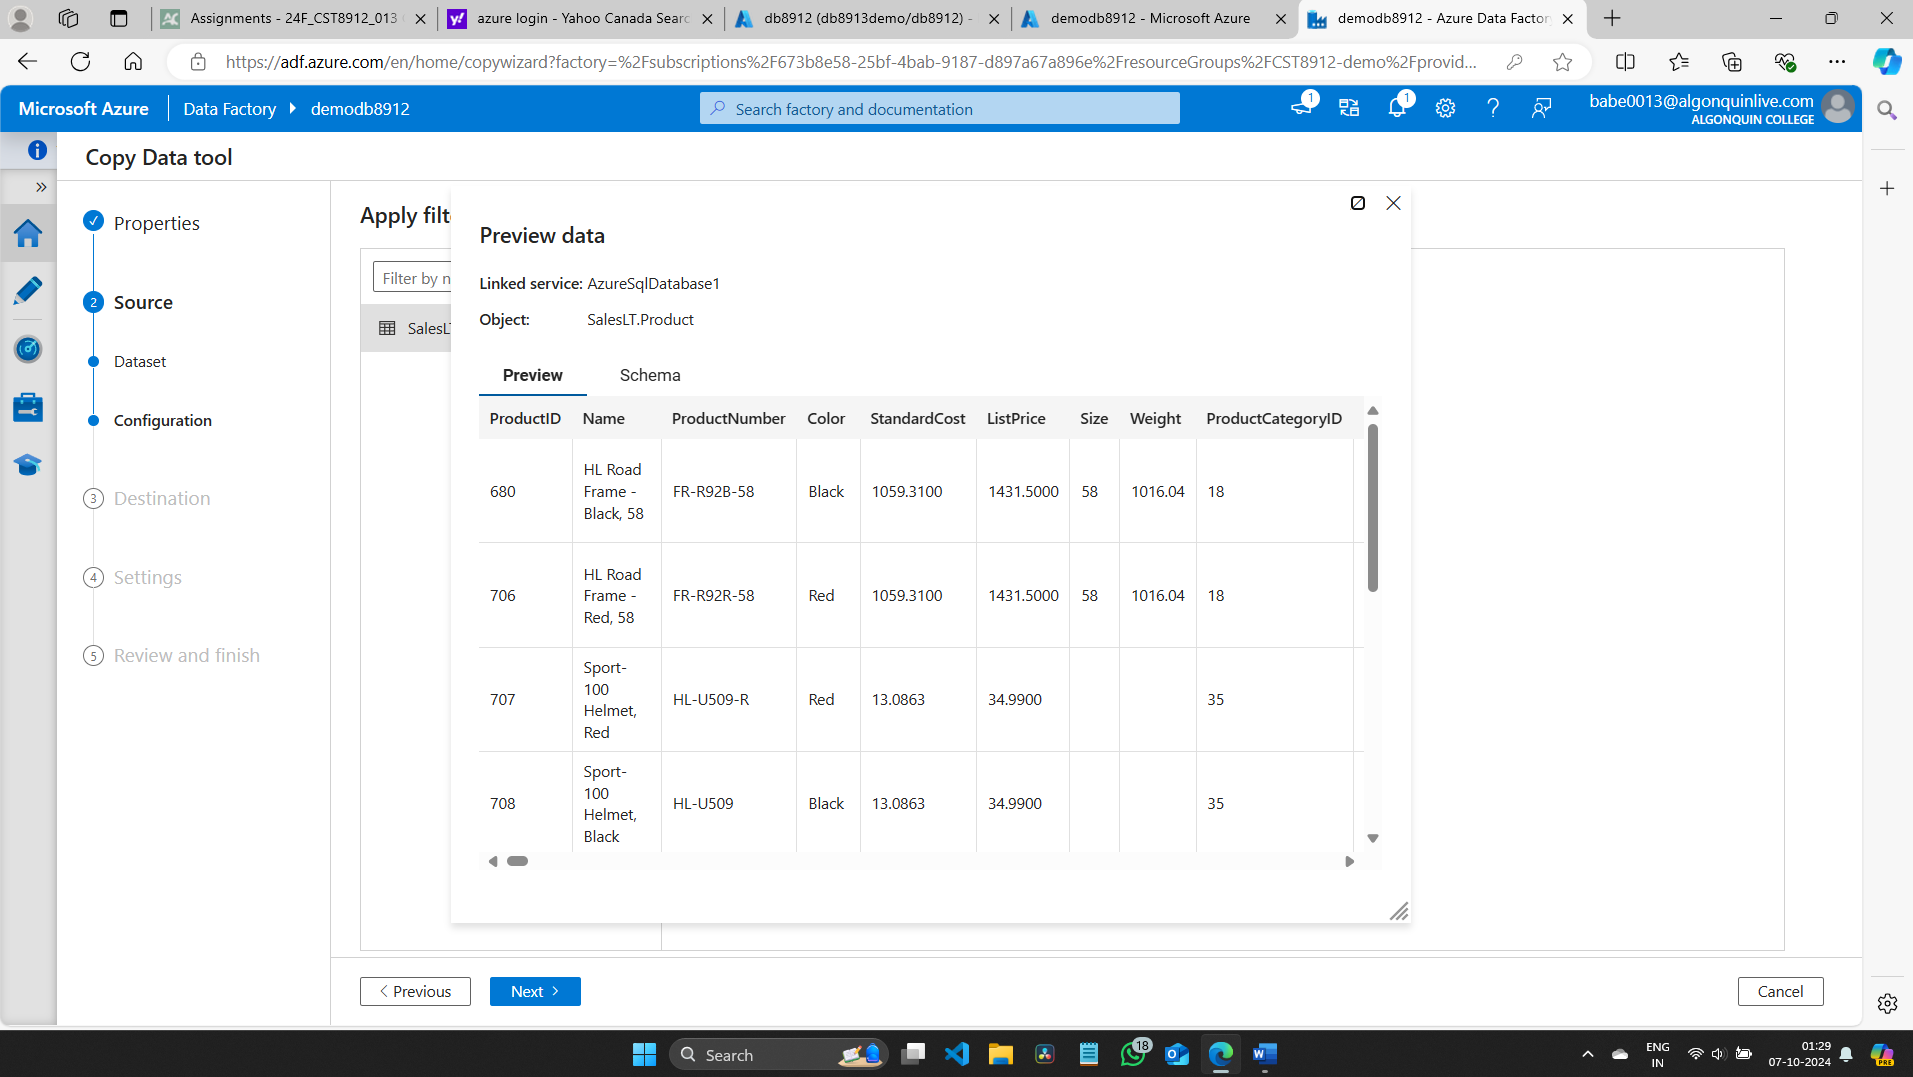 Assignments - 24F_CST8912_013
azure login - Yahoo Canada Searc
db8912 (db8913demo/db8912) -
demodb8912 - Microsoft Azure
demodb8912 - Azure Data Factory
https://adf.azure.com/en/home/copywizard?factory=%2Fsubscriptions%2F673b8e58-25bf-4bab-9187-d897a67a896e%2FresourceGroups%2FCST8912-demo%2Fprovid...
Microsoft Azure
Data Factory
demodb8912
Search factory and documentation
1
1
babe0013@algonquinlive.com
ALGONQUIN COLLEGE
Copy Data tool
Properties
2 Source
Dataset
Configuration
3 Destination
4 Settings
5 Review and finish
Apply filt
Filter by n
SalesLT
Preview data
Linked service: AzureSqlDatabase1
Object: SalesLT.Product
Preview Schema
ProductID Name ProductNumber Color StandardCost ListPrice Size Weight ProductCategoryID
680 HL Road Frame - Black, 58 FR-R92B-58 Black 1059.3100 1431.5000 58 1016.04 18
706 HL Road Frame - Red, 58 FR-R92R-58 Red 1059.3100 1431.5000 58 1016.04 18
707 Sport-100 Helmet, Red HL-U509-R Red 13.0863 34.9900 35
708 Sport-100 Helmet, Black HL-U509 Black 13.0863 34.9900 35
Previous
Next
Cancel
Search
18
ENG
IN
01:29
07-10-2024
PRE